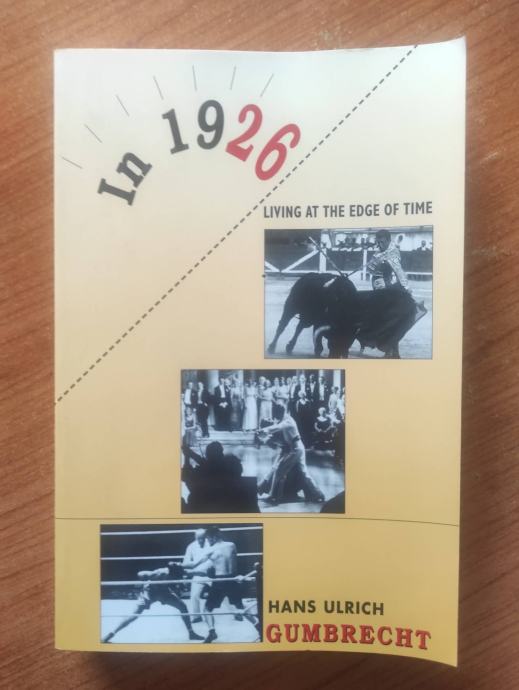 In 1926
LIVING AT THE EDGE OF TIME
HANS ULRICH
GUMBRECHT